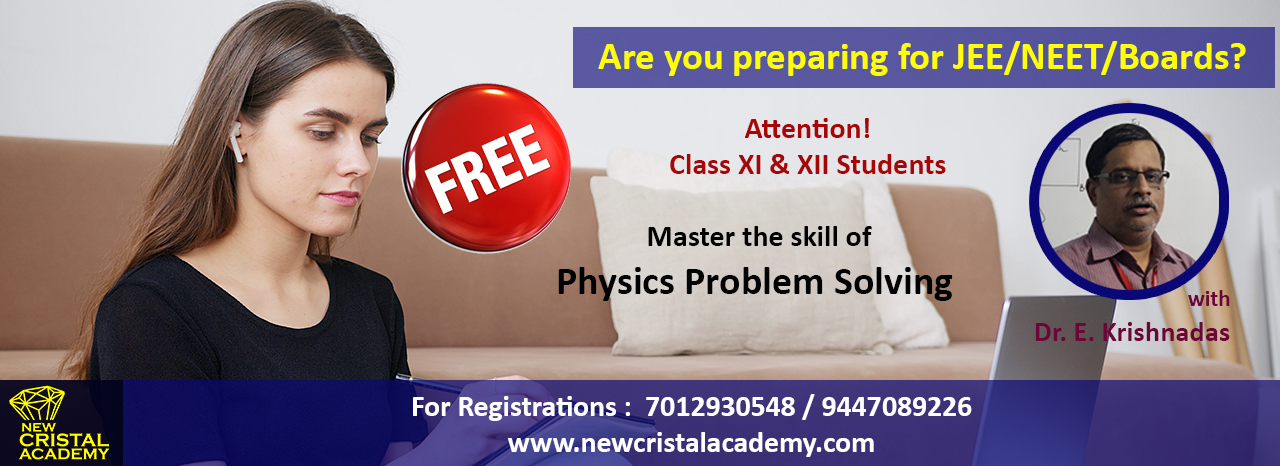 Are you preparing for JEE/NEET/Boards?
FREE
Attention!
Class XI & XII Students
Master the skill of
Physics Problem Solving
with
Dr. E. Krishnadas
NEW
CRISTAL
ACADEMY
For Registrations : 7012930548 / 9447089226
www.newcristalacademy.com